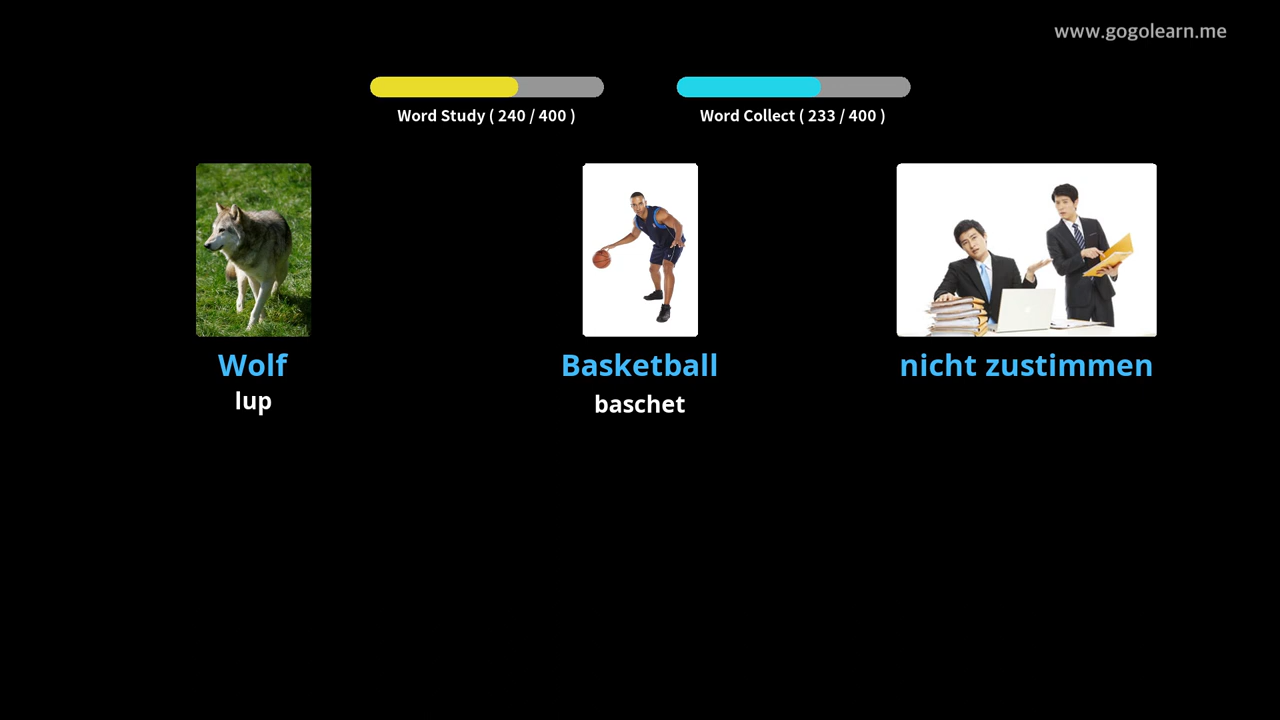 www.gogolearn.me
Word Study ( 240 / 400 )
Word Collect ( 233 / 400 )
Wolf
lup
Basketball
baschet
nicht zustimmen